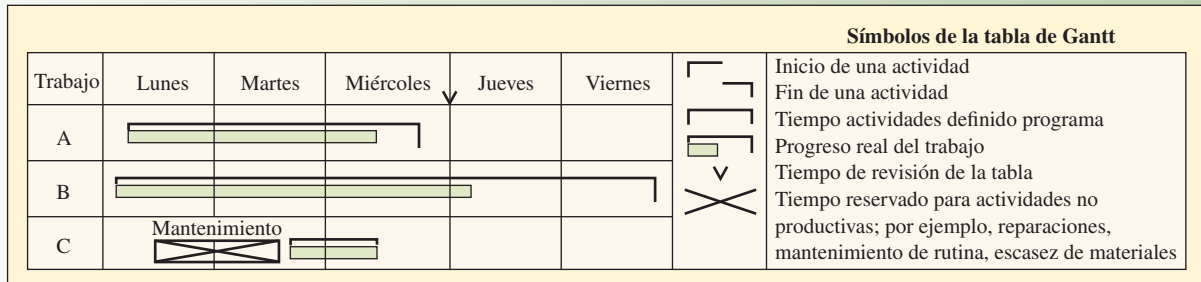 Símbolos de la tabla de Gantt
Trabajo Lunes Martes Miércoles Jueves Viernes
A
B
Mantenimiento
C
Inicio de una actividad
Fin de una actividad
Tiempo actividades definido programa
Progreso real del trabajo
Tiempo de revisión de la tabla
Tiempo reservado para actividades no
productivas; por ejemplo, reparaciones,
mantenimiento de rutina, escasez de materiales